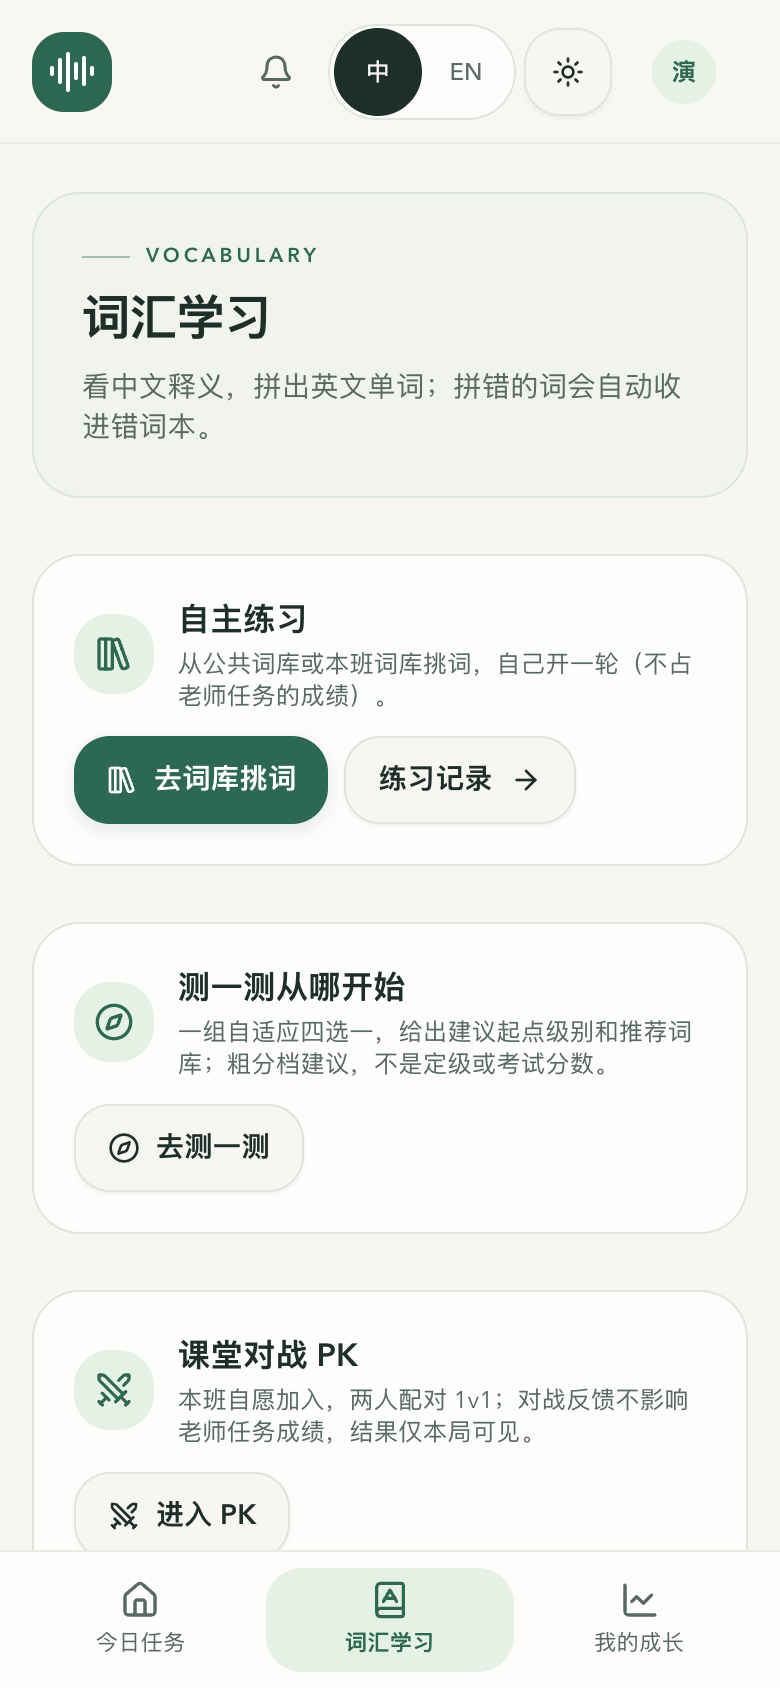 中
EN
演
VOCABULARY
词汇学习
看中文释义，拼出英文单词；拼错的词会自动收
进错词本。
自主练习
从公共词库或本班词库挑词，自己开一轮（不占
老师任务的成绩）。
去词库挑词
练习记录
测一测从哪开始
一组自适应四选一，给出建议起点级别和推荐词
库；粗分档建议，不是定级或考试分数。
去测一测
课堂对战 PK
本班自愿加入，两人配对 1v1；对战反馈不影响
老师任务成绩，结果仅本局可见。
进入 PK
今日任务
词汇学习
我的成长